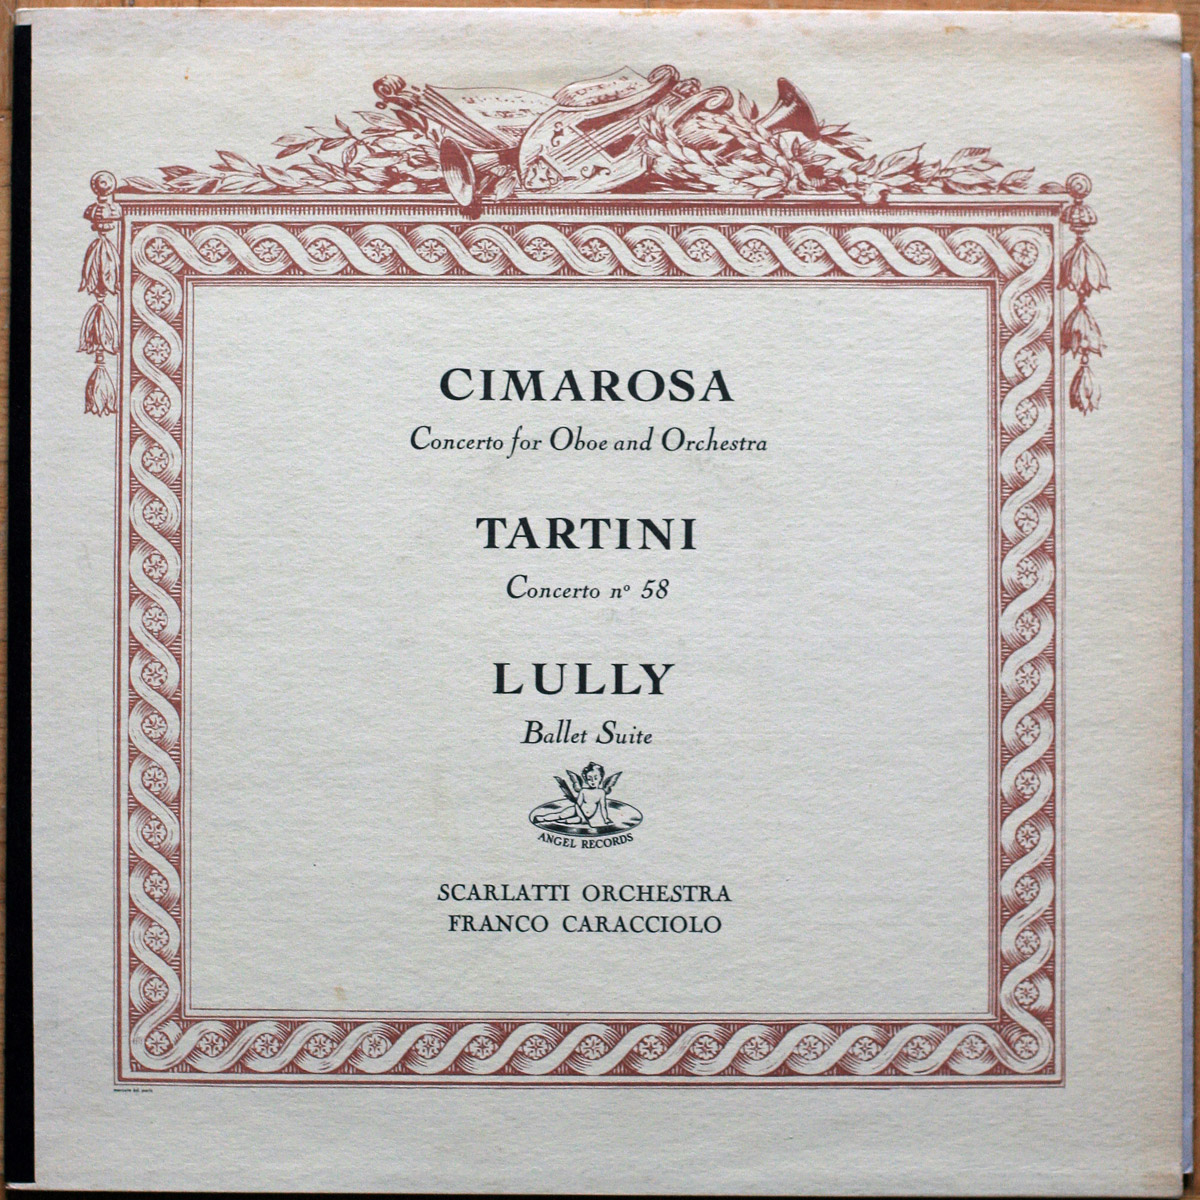 CIMAROSA
Concerto for Oboe and Orchestra
TARTINI
Concerto nº 58
LULLY
Ballet Suite
ANGEL RECORDS
SCARLATTI ORCHESTRA
FRANCO CARACCIOLO